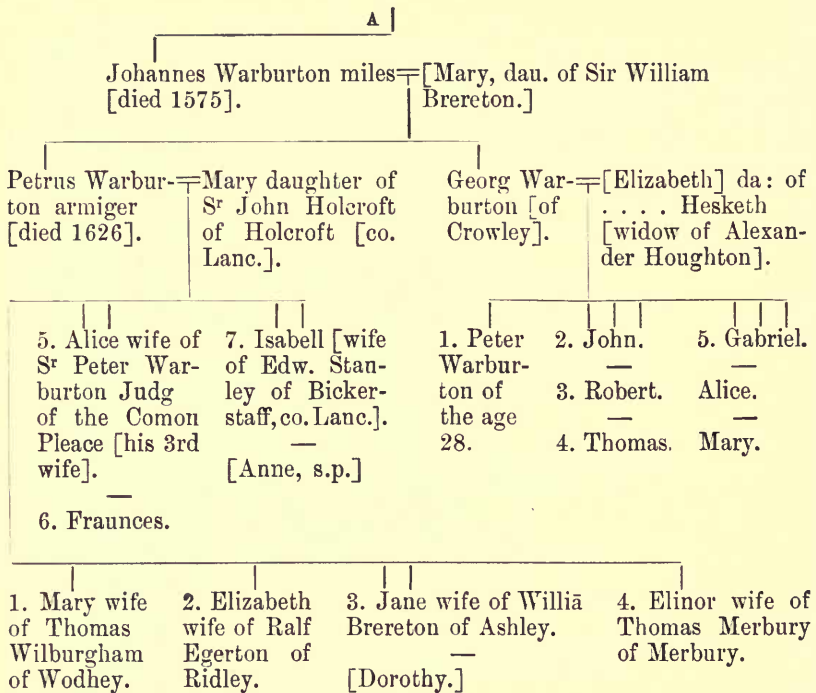 A
Johannes Warburton miles=[Mary, dau. of Sir William
[died 1575]. Brereton.]
Petrus Warbur-=Mary daughter of
ton armiger Sʳ John Holcroft
[died 1626]. of Holcroft [co.
Lanc.].
Georg War-=[Elizabeth] da: of
burton [of . . . . Hesketh
Crowley]. [widow of Alexan-
der Houghton].
5. Alice wife of
Sʳ Peter War-
burton Judg
of the Comon
Pleace [his 3rd
wife].
—
6. Fraunces.
7. Isabell [wife
of Edw. Stan-
ley of Bicker-
staff, co. Lanc.].
—
[Anne, s.p.]
1. Peter
Warbur-
ton of
the age
28.
2. John.
—
3. Robert.
—
4. Thomas.
5. Gabriel.
—
Alice.
—
Mary.
1. Mary wife
of Thomas
Wilburgham
of Wodhey.
2. Elizabeth
wife of Ralf
Egerton of
Ridley.
3. Jane wife of Williā
Brereton of Ashley.
—
[Dorothy.]
4. Elinor wife of
Thomas Merbury
of Merbury.